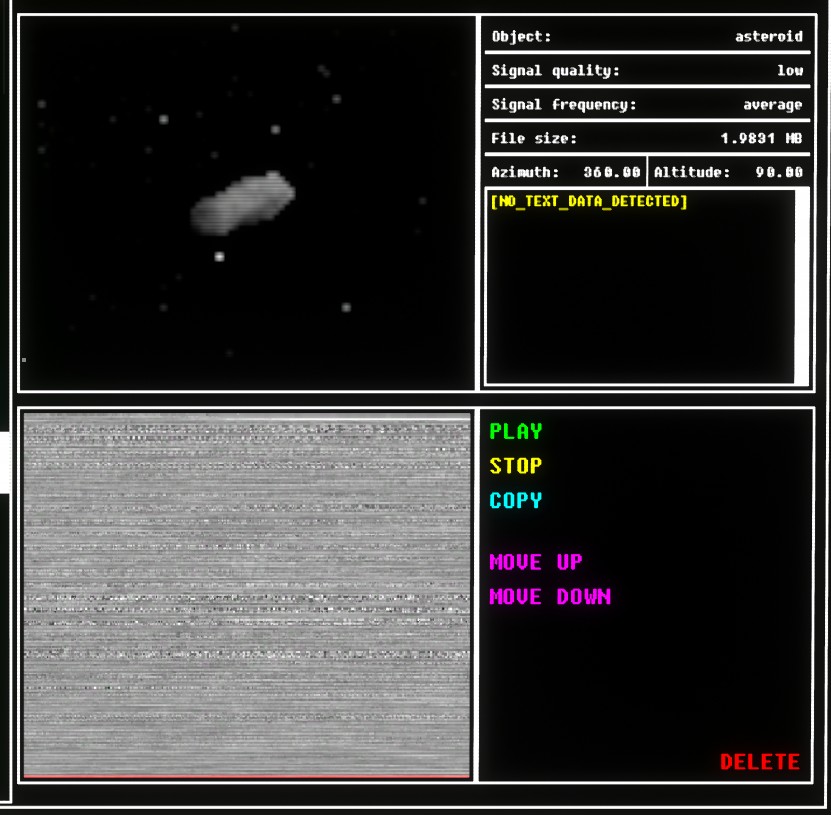 Object: asteroid
Signal quality: low
Signal frequency: average
File size: 1.9831 MB
Azimuth: 360.00 Altitude: 90.00
[NO_TEXT_DATA_DETECTED]
PLAY
STOP
COPY
MOVE UP
MOVE DOWN
DELETE